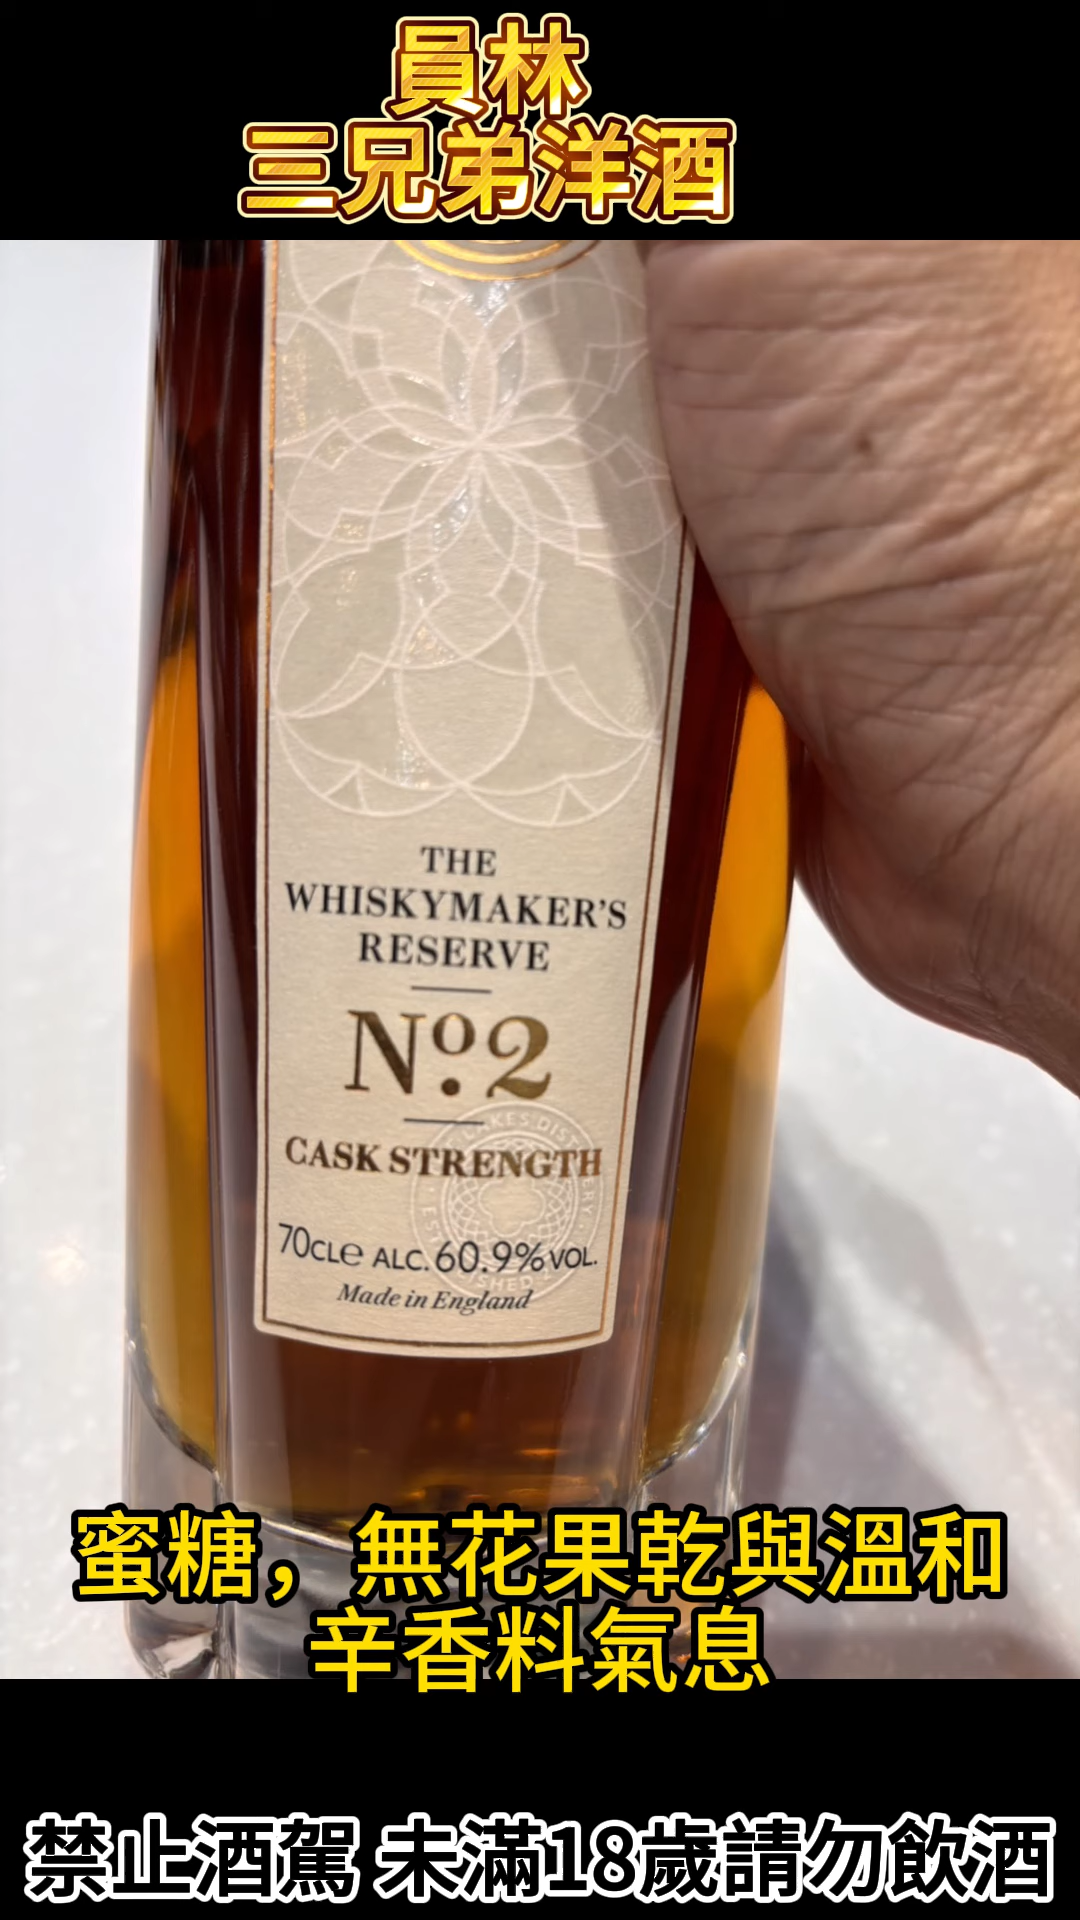 員林
三兄弟洋酒
THE
WHISKYMAKER'S
RESERVE
Nº.2
CASK STRENGTH
70CLe ALC. 60.9% VOL.
Made in England
蜜糖，無花果乾與溫和
辛香料氣息
禁止酒駕 未滿18歲請勿飲酒